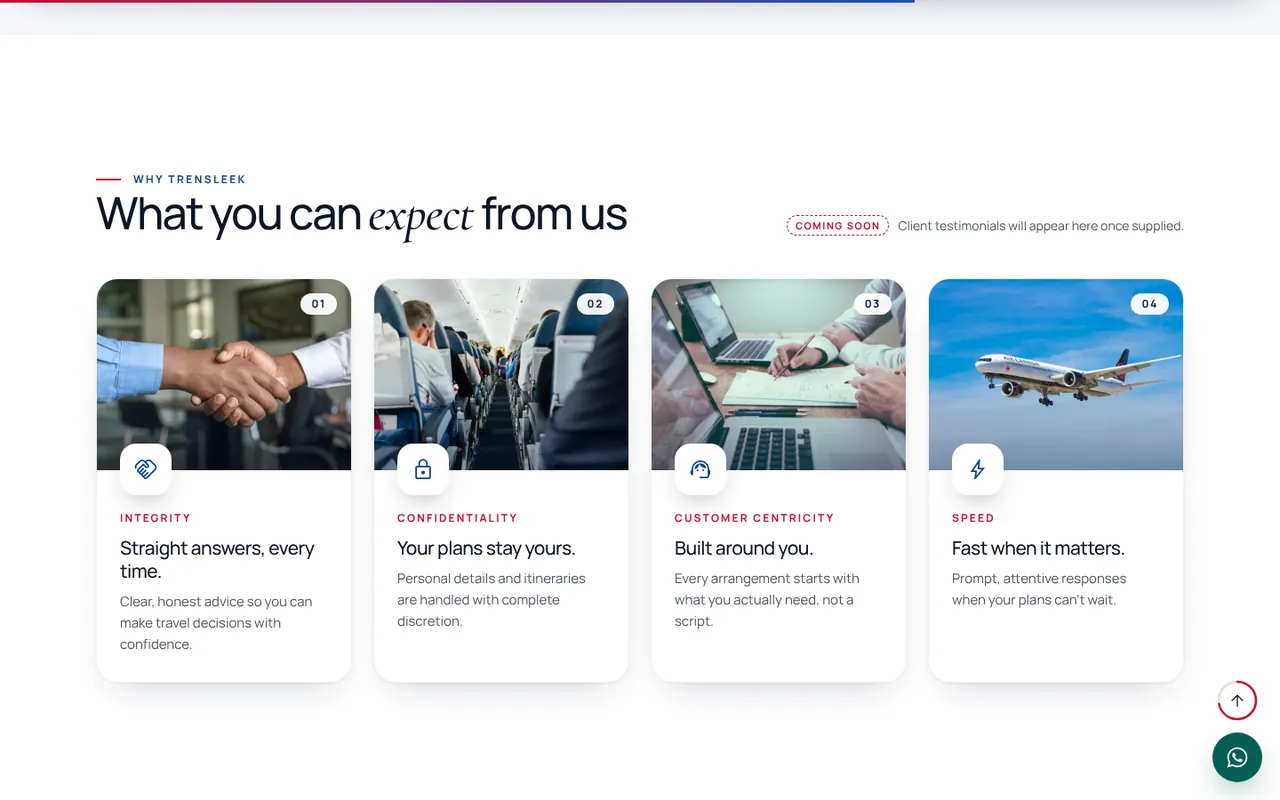 WHY TRENSLEEK
What you can expect from us
COMING SOON Client testimonials will appear here once supplied.
01
02
03
04
AIR CANADA
INTEGRITY
Straight answers, every
time.
Clear, honest advice so you can
make travel decisions with
confidence.
CONFIDENTIALITY
Your plans stay yours.
Personal details and itineraries
are handled with complete
discretion.
CUSTOMER CENTRICITY
Built around you.
Every arrangement starts with
what you actually need, not a
script.
SPEED
Fast when it matters.
Prompt, attentive responses
when your plans can't wait.